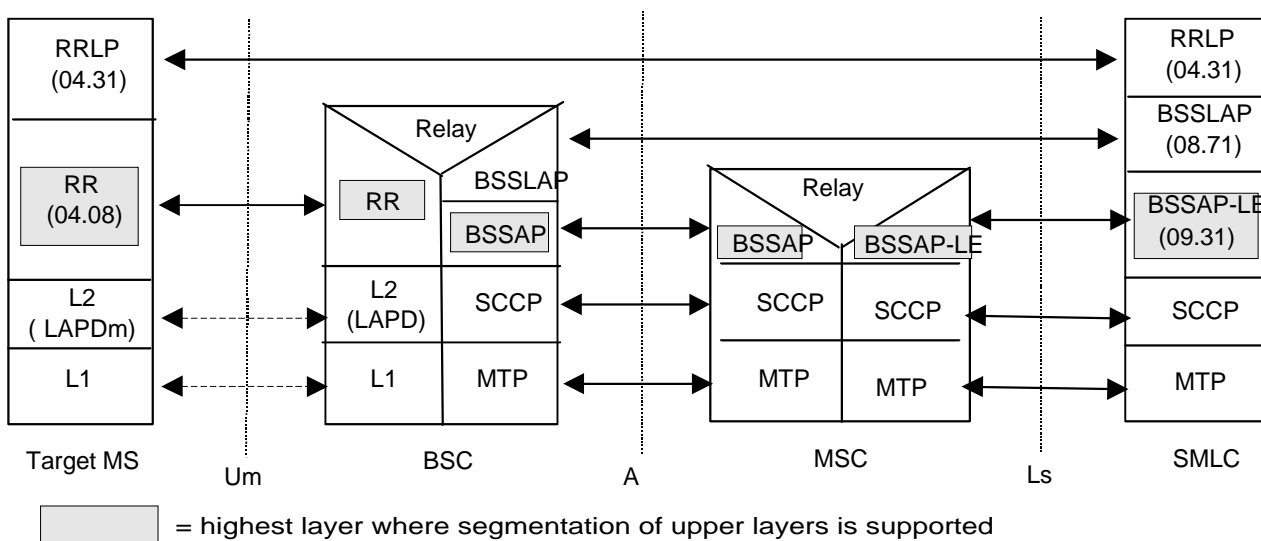 RRLP
(04.31)
RR
(04.08)
L2
( LAPDm)
L1
Target MS
Um
Relay
RR
BSSLAP
BSSAP
L2
(LAPD)
SCCP
L1
MTP
BSC
A
Relay
BSSAP
BSSAP-LE
SCCP
SCCP
MTP
MTP
MSC
Ls
RRLP
(04.31)
BSSLAP
(08.71)
BSSAP-LE
(09.31)
SCCP
MTP
SMLC
= highest layer where segmentation of upper layers is supported